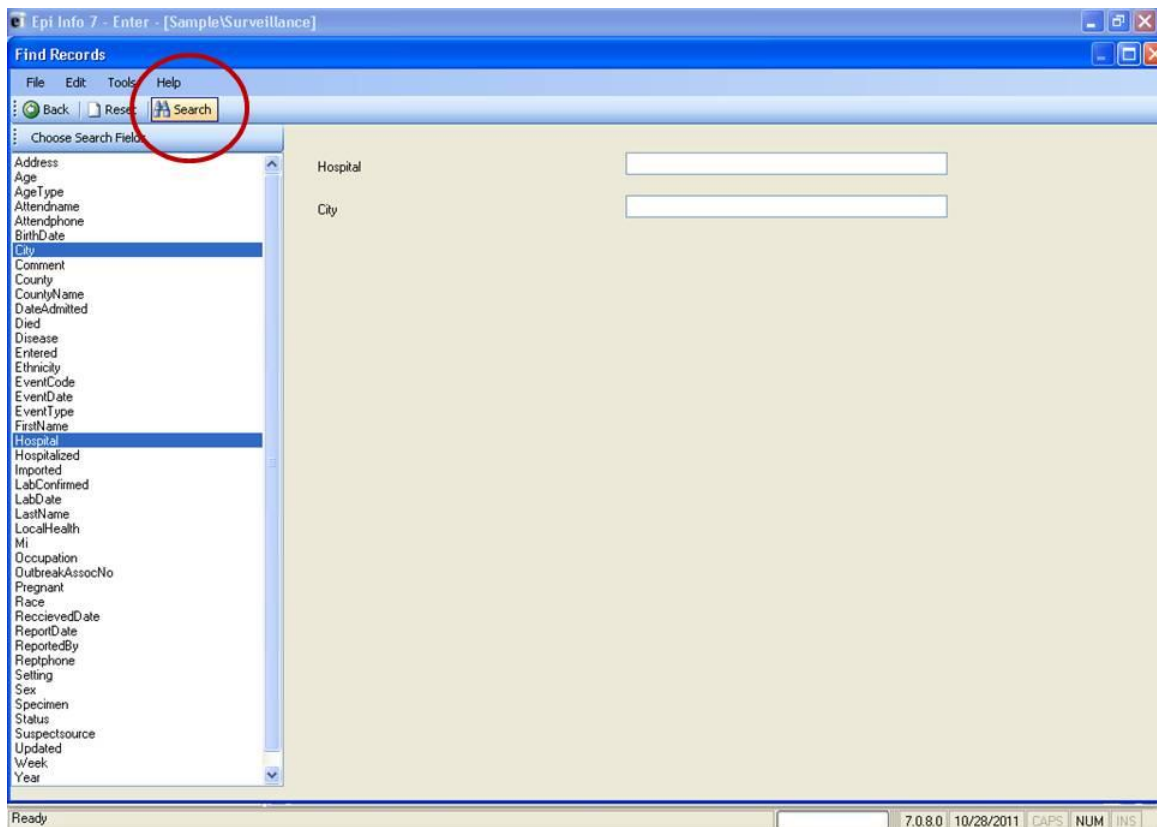 Epi Info 7 - Enter - [Sample\Surveillance]
Find Records
File Edit Tools Help
Back Reset Search
Choose Search Fields
Address
Age
AgeType
Attendname
Attendphone
BirthDate
City
Comment
County
CountyName
DateAdmitted
Died
Disease
Entered
Ethnicity
EventCode
EventDate
EventType
FirstName
Hospital
Hospitalized
Imported
LabConfirmed
LabDate
LastName
LocalHealth
Mi
Occupation
OutbreakAssocNo
Pregnant
Race
ReccievedDate
ReportDate
ReportedBy
Reptphone
Setting
Sex
Specimen
Status
Suspectsource
Updated
Week
Year
Hospital
City
Ready 7.0.8.0 10/28/2011 CAPS NUM INS